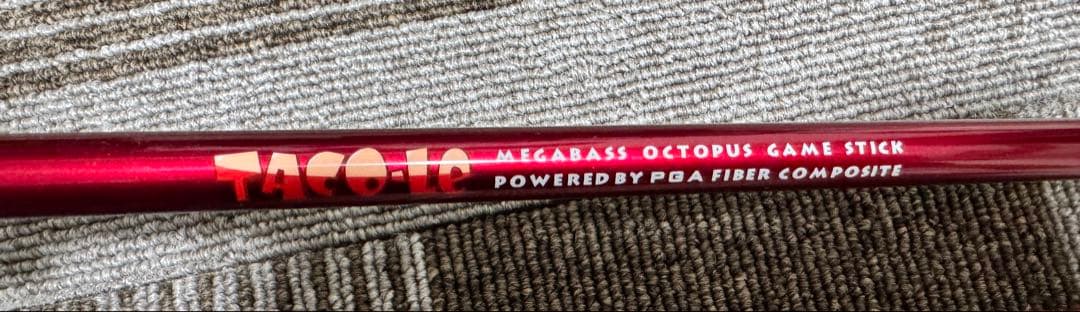 TACO-LE
MEGABASS OCTOPUS GAME STICK
POWERED BY PGA FIBER COMPOSITE